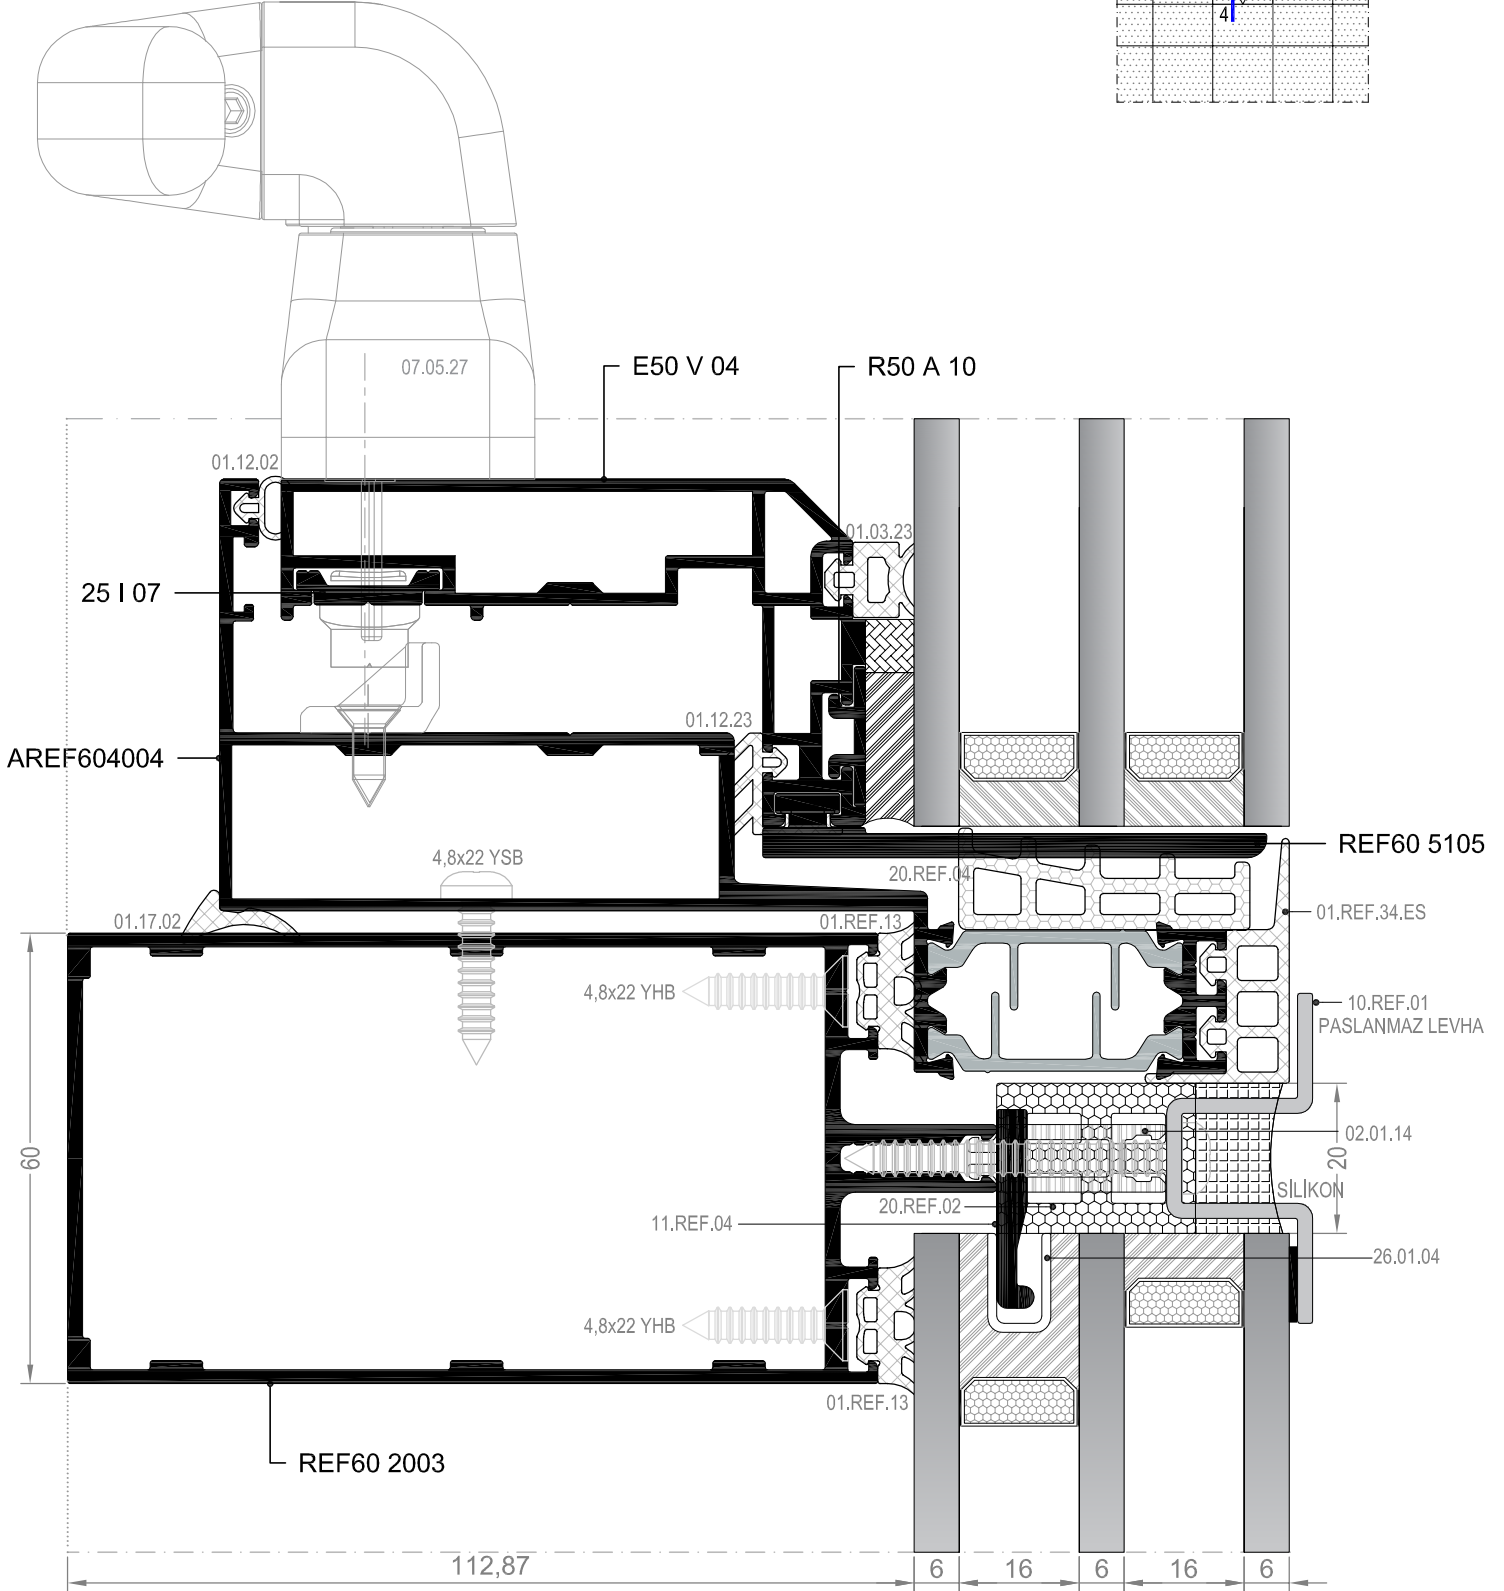 4
07.05.27
E50 V 04
R50 A 10
01.12.02
01.03.23
25 I 07
01.12.23
AREF604004
REF60 5105
4,8x22 YSB
20.REF.04
01.17.02
01.REF.13
01.REF.34.ES
4,8x22 YHB
10.REF.01
PASLANMAZ LEVHA
02.01.14
60
20
SİLİKON
20.REF.02
11.REF.04
26.01.04
4,8x22 YHB
01.REF.13
REF60 2003
112,87
6
16
6
16
6